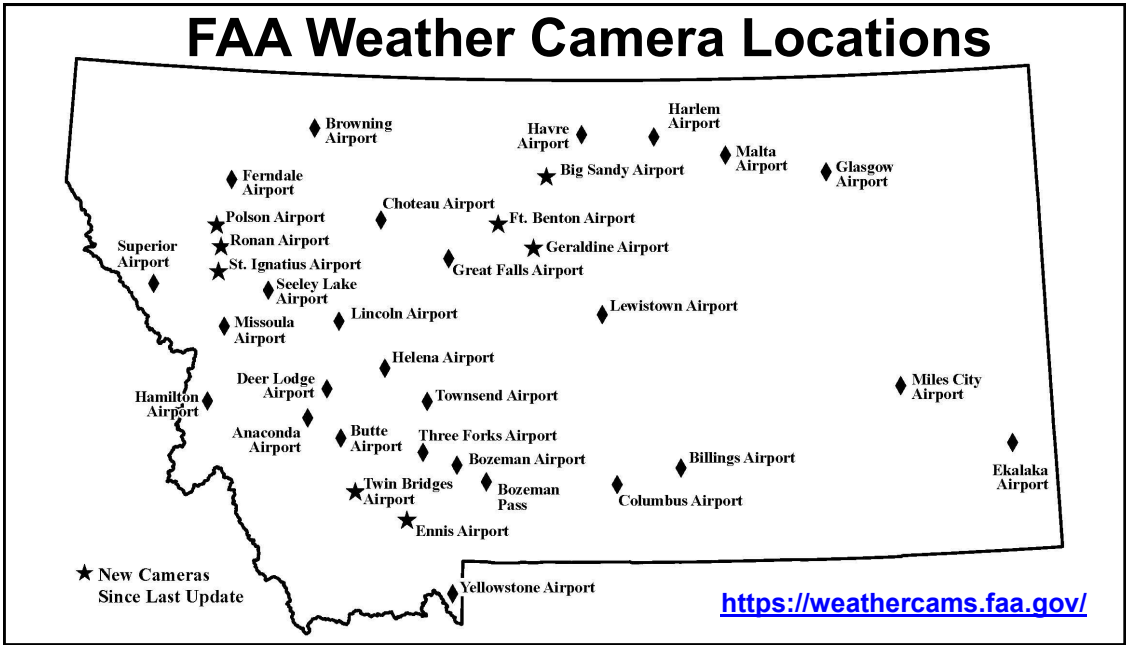 FAA Weather Camera Locations
Browning
Airport
Havre
Airport
Harlem
Airport
Malta
Airport
Glasgow
Airport
Big Sandy Airport
Ferndale
Airport
Choteau Airport
Polson Airport
Ft. Benton Airport
Ronan Airport
Superior
Airport
Geraldine Airport
St. Ignatius Airport
Great Falls Airport
Seeley Lake
Airport
Lincoln Airport
Lewistown Airport
Missoula
Airport
Helena Airport
Deer Lodge
Airport
Miles City
Airport
Hamilton
Airport
Townsend Airport
Anaconda
Airport
Butte
Airport
Three Forks Airport
Bozeman Airport
Billings Airport
Ekalaka
Airport
Twin Bridges
Airport
Bozeman
Pass
Columbus Airport
Ennis Airport
New Cameras
Since Last Update
Yellowstone Airport
https://weathercams.faa.gov/